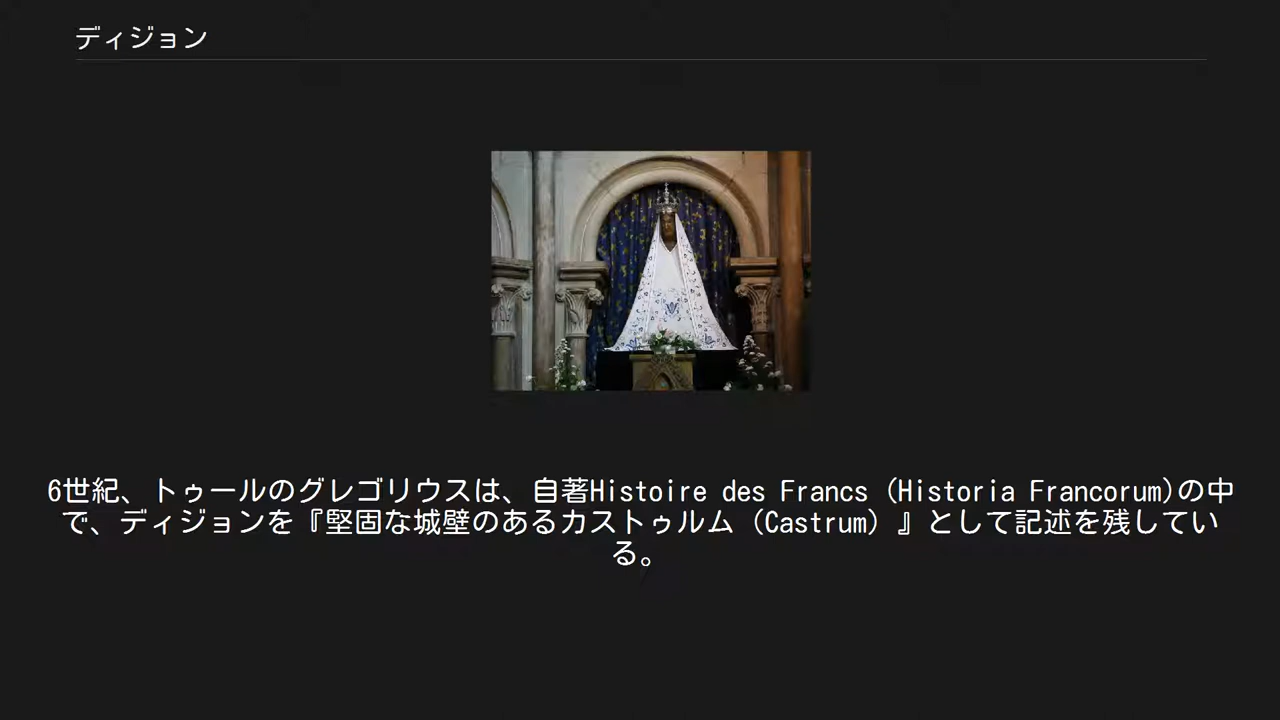 ディジョン
6世紀、トゥールのグレゴリウスは、自著Histoire des Francs (Historia Francorum)の中
で、ディジョンを『堅固な城壁のあるカストゥルム（Castrum）』として記述を残してい
る。